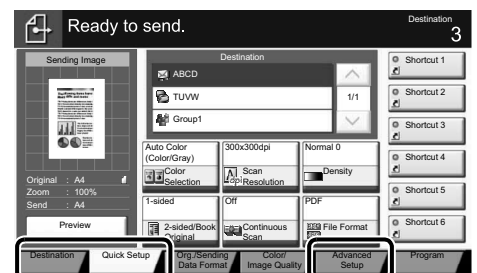 Ready to send.
Destination
3
Sending Image
Original : A4
Zoom : 100%
Send : A4
Preview
Destination
ABCD
TUVW
Group1
1/1
Auto Color
(Color/Gray)
Color
Selection
300x300dpi
Scan
Resolution
Normal 0
Density
1-sided
2-sided/Book
Original
Off
Continuous
Scan
PDF
File Format
Shortcut 1
Shortcut 2
Shortcut 3
Shortcut 4
Shortcut 5
Shortcut 6
Destination
Quick Setup
Org./Sending
Data Format
Color/
Image Quality
Advanced
Setup
Program